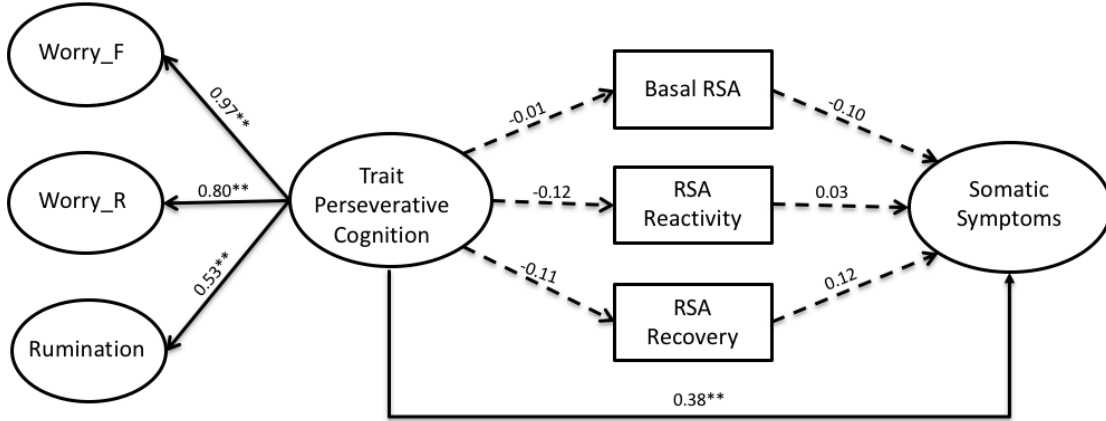 Worry_F
0.97**
Worry_R
0.80**
Rumination
0.53**
Trait
Perseverative
Cognition
-0.01
-0.12
-0.11
Basal RSA
RSA
Reactivity
RSA
Recovery
-0.10
0.03
0.12
Somatic
Symptoms
0.38**